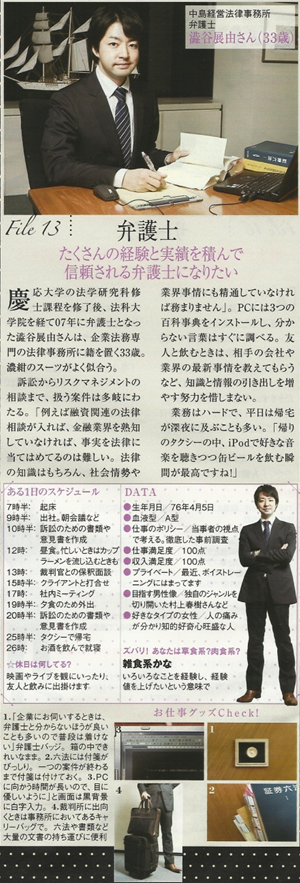 中島経営法律事務所
弁護士
澁谷展由さん(33歳)
File 13
弁護士
たくさんの経験と実績を積んで
信頼される弁護士になりたい
慶応大学の法学研究科修
士課程を修了後、法科大
学院を経て07年に弁護士となっ
た澁谷展由さんは、企業法務専
門の法律事務所に籍を置く33歳。
濃紺のスーツがよく似合う。
訴訟からリスクマネジメントの
相談まで、扱う案件は多岐にわ
たる。「例えば融資関連の法律
相談が入れば、金融業界を熟知
していなければ、事実を法律に
当てはめてるのは難しい。法律
の知識はもちろん、社会情勢や
業界事情にも精通していなけれ
ば務まりません」。PCには3つの
百科事典をインストールし、分か
らない言葉はすぐに調べる。友
人と飲むときは、相手の会社や
業界の最新事情を教えてもらう
など、知識と情報の引き出しを増
やす努力を惜しまない。
業務はハードで、平日は帰宅
が深夜に及ぶことも多い。「帰り
のタクシーの中、iPodで好きな音
楽を聴きつつ缶ビールを飲む瞬
間が最高ですね!」
ある1日のスケジュール
7時半: 起床
9時半: 出社。朝会議など
10時半: 訴訟のための書類や
意見書を作成
12時: 昼食。忙しいときはカップ
ラーメンを流し込むときも
13時: 裁判官との保釈面談
15時半: クライアントと打合せ
17時: 社内ミーティング
19時半: 夕食のため外出
20時半: 訴訟のための書類や
意見書を作成
25時半: タクシーで帰宅
26時: お酒を飲んで就寝
☆休日は何してる?
映画やライブを観にいったり、
友人と飲みに出掛けます
DATA
●生年月日/76年4月5日
●血液型/A型
●仕事のポリシー/当事者の視点
で考える。徹底した事前調査
●仕事満足度/100点
●収入満足度/100点
●プライベート/最近、ボイストレー
ニングにはまってます
●目指す男性像/独自のジャンルを
切り開いた村上春樹さんなど
●好きなタイプの女性/人の痛み
が分かり知的好奇心旺盛な人
ズバリ! あなたは草食系?肉食系?
雑食系かな
いろいろなことを経験し、経験
値を上げたいという意味で
お仕事グッズCheck!
1.「企業にお伺いするときは、
弁護士と分からないほうが良い
ことも多いので普段は着けな
い」弁護士バッジ。箱の中でき
れいなまま。2.六法には付箋が
びっしり。一つの案件が終わる
まで付箋は付けておく。3.PC
に向かう時間が長いので、目に
優しいように」と画面は黒背景
に白字入力。4.裁判所に出向
くときは事務所においてあるキャ
リーバッグで。六法や書類など
大量の文書の持ち運びに便利
3
1
4
2
証券六